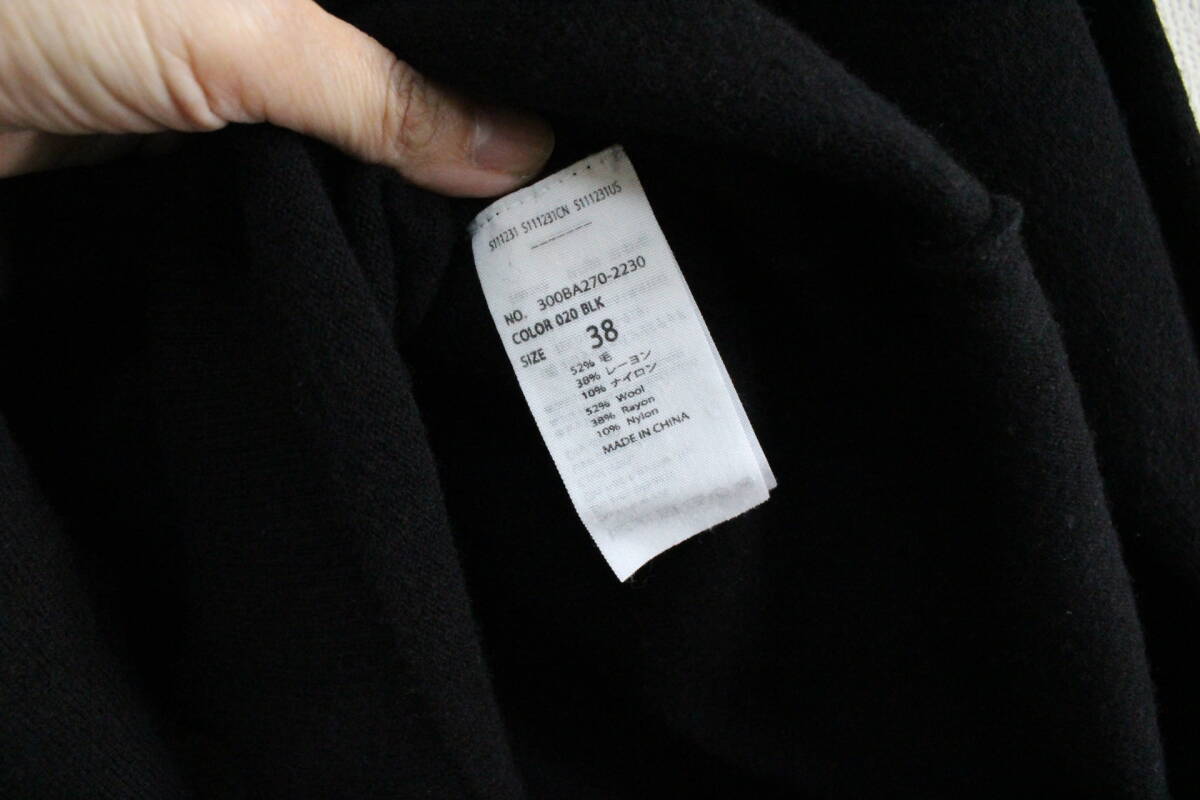 S111231 S111231CN S111231US
NO. 300BA270-2230
COLOR 020 BLK
SIZE 38
52% 毛
38% レーヨン
10% ナイロン
52% Wool
38% Rayon
10% Nylon
MADE IN CHINA